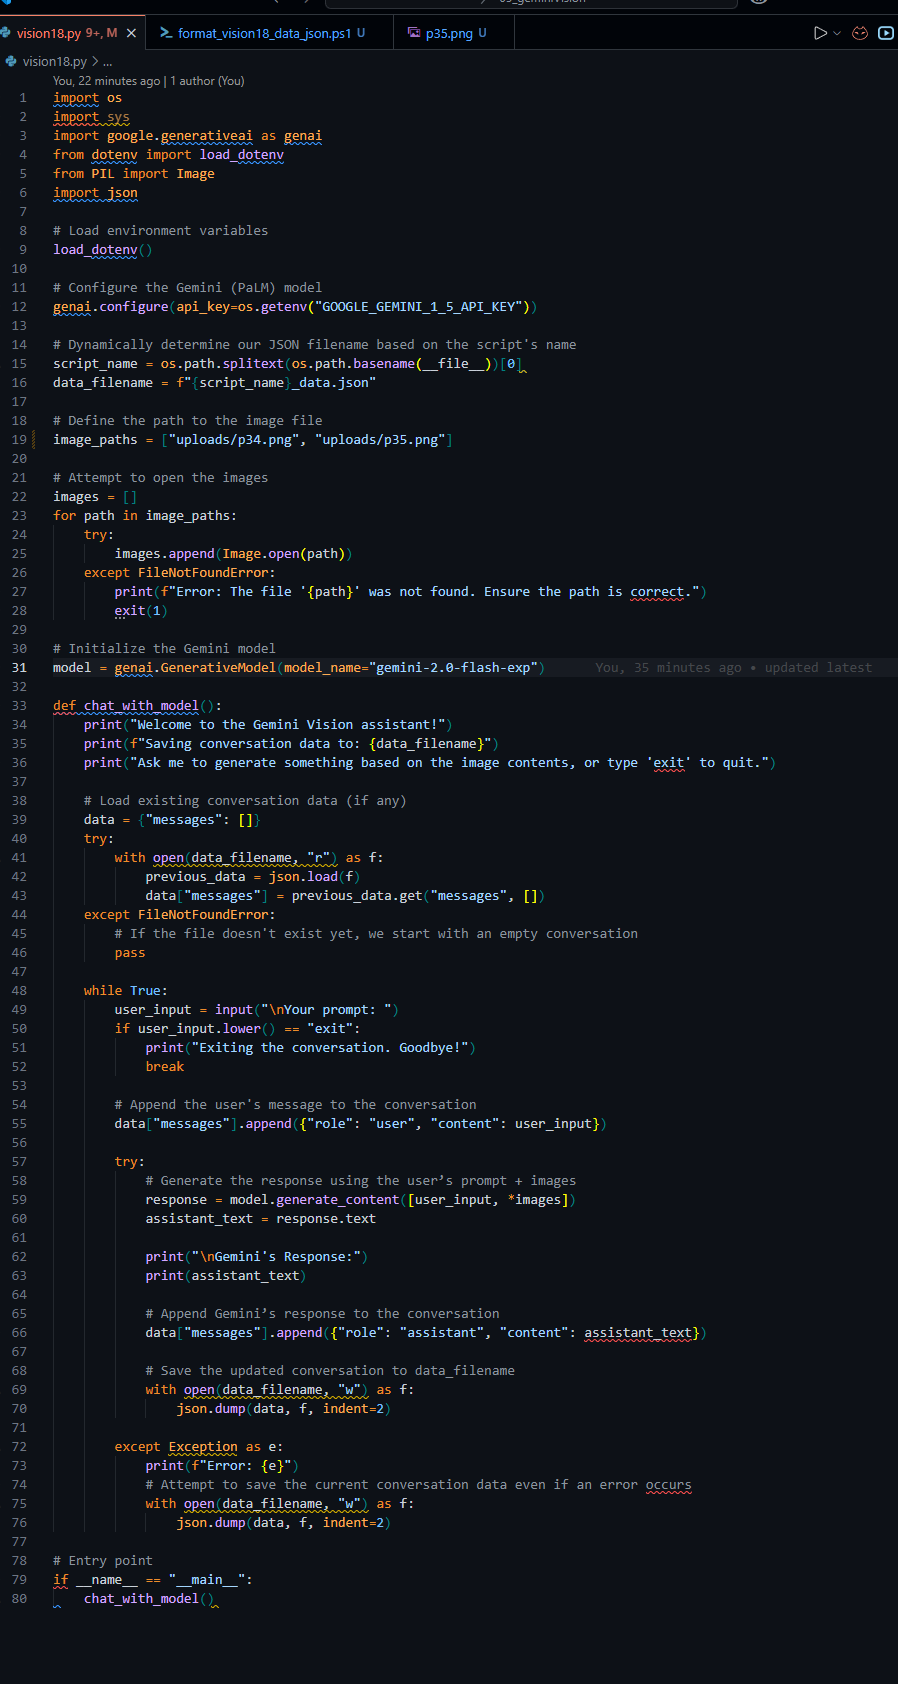 vision18.py 9+, M
format_vision18_data_json.ps1 U
p35.png U
vision18.py > ...
You, 22 minutes ago | 1 author (You)
1 import os
2 import sys
3 import google.generativeai as genai
4 from dotenv import load_dotenv
5 from PIL import Image
6 import json
7
8 # Load environment variables
9 load_dotenv()
10
11 # Configure the Gemini (PaLM) model
12 genai.configure(api_key=os.getenv("GOOGLE_GEMINI_1_5_API_KEY"))
13
14 # Dynamically determine our JSON filename based on the script's name
15 script_name = os.path.splitext(os.path.basename(__file__))[0]
16 data_filename = f"{script_name}_data.json"
17
18 # Define the path to the image file
19 image_paths = ["uploads/p34.png", "uploads/p35.png"]
20
21 # Attempt to open the images
22 images = []
23 for path in image_paths:
24     try:
25         images.append(Image.open(path))
26     except FileNotFoundError:
27         print(f"Error: The file '{path}' was not found. Ensure the path is correct.")
28         exit(1)
29
30 # Initialize the Gemini model
31 model = genai.GenerativeModel(model_name="gemini-2.0-flash-exp") You, 35 minutes ago • updated latest
32
33 def chat_with_model():
34     print("Welcome to the Gemini Vision assistant!")
35     print(f"Saving conversation data to: {data_filename}")
36     print("Ask me to generate something based on the image contents, or type 'exit' to quit.")
37
38     # Load existing conversation data (if any)
39     data = {"messages": []}
40     try:
41         with open(data_filename, "r") as f:
42             previous_data = json.load(f)
43             data["messages"] = previous_data.get("messages", [])
44     except FileNotFoundError:
45         # If the file doesn't exist yet, we start with an empty conversation
46         pass
47
48     while True:
49         user_input = input("\nYour prompt: ")
50         if user_input.lower() == "exit":
51             print("Exiting the conversation. Goodbye!")
52             break
53
54         # Append the user's message to the conversation
55         data["messages"].append({"role": "user", "content": user_input})
56
57         try:
58             # Generate the response using the user’s prompt + images
59             response = model.generate_content([user_input, *images])
60             assistant_text = response.text
61
62             print("\nGemini's Response:")
63             print(assistant_text)
64
65             # Append Gemini’s response to the conversation
66             data["messages"].append({"role": "assistant", "content": assistant_text})
67
68             # Save the updated conversation to data_filename
69             with open(data_filename, "w") as f:
70                 json.dump(data, f, indent=2)
71
72         except Exception as e:
73             print(f"Error: {e}")
74             # Attempt to save the current conversation data even if an error occurs
75             with open(data_filename, "w") as f:
76                 json.dump(data, f, indent=2)
77
78 # Entry point
79 if __name__ == "__main__":
80     chat_with_model()